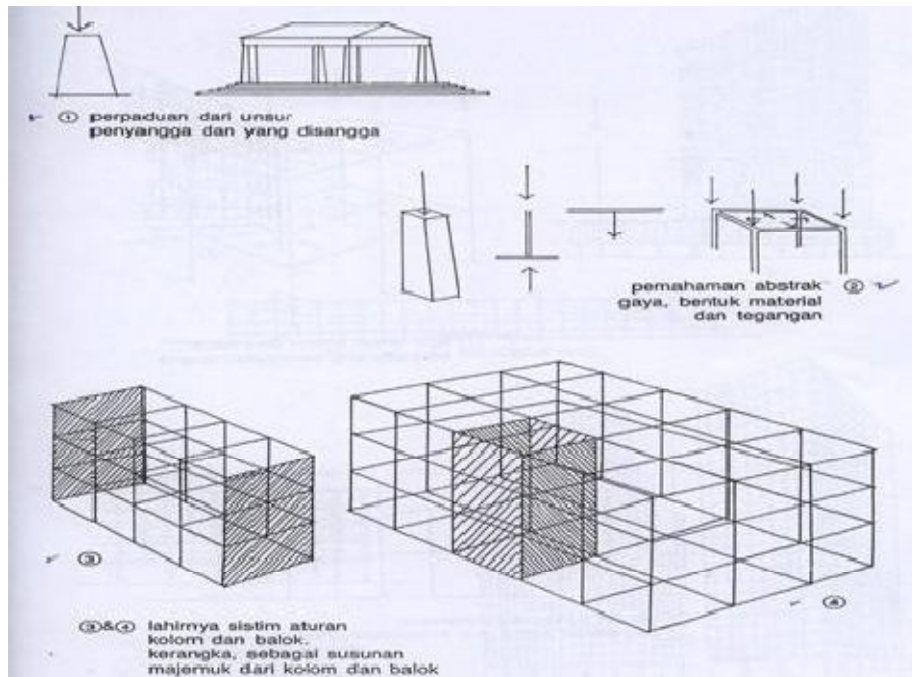 ① perpaduan dari unsur
penyangga dan yang disangga
pemahaman abstrak ②
gaya, bentuk material
dan tegangan
③
④
③&④ lahirnya sistim aturan
kolom dan balok.
kerangka, sebagai susunan
majemuk dari kolom dan balok